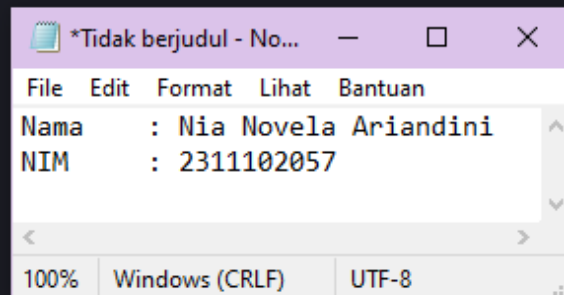 *Tidak berjudul - No...
File Edit Format Lihat Bantuan
Nama : Nia Novela Ariandini
NIM : 2311102057
100% Windows (CRLF) UTF-8